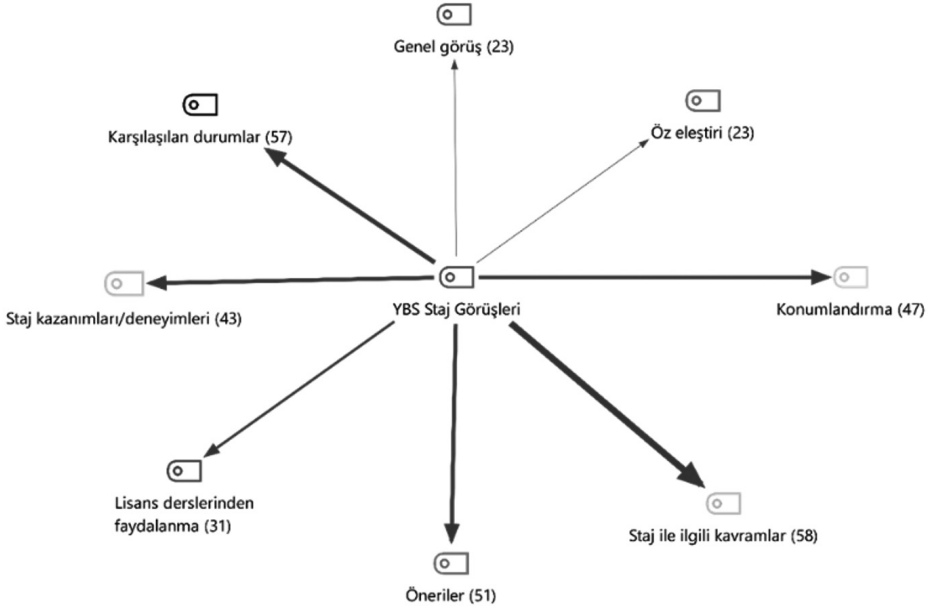 Genel görüş (23)
Karşılaşılan durumlar (57)
Öz eleştiri (23)
Staj kazanımları/deneyimleri (43)
YBS Staj Görüşleri
Konumlandırma (47)
Lisans derslerinden
faydalanma (31)
Staj ile ilgili kavramlar (58)
Öneriler (51)